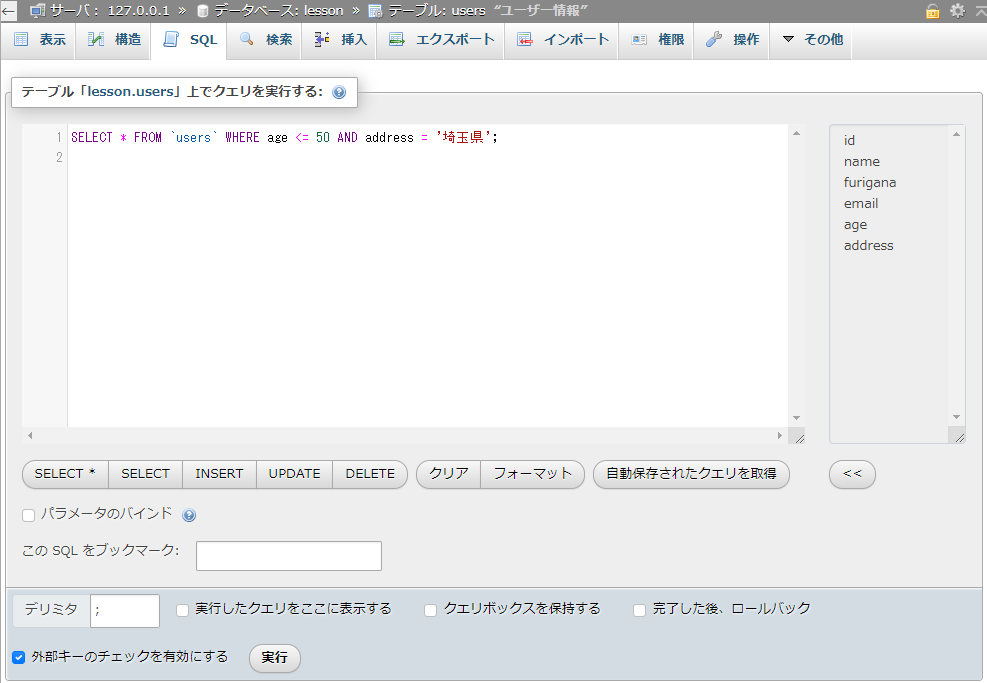 サーバ: 127.0.0.1 » データベース: lesson » テーブル: users “ユーザー情報”
表示 構造 SQL 検索 挿入 エクスポート インポート 権限 操作 その他
テーブル「lesson.users」上でクエリを実行する:
1 SELECT * FROM `users` WHERE age <= 50 AND address = '埼玉県';
2
id
name
furigana
email
age
address
SELECT * SELECT INSERT UPDATE DELETE クリア フォーマット 自動保存されたクエリを取得 <<
パラメータのバインド
この SQL をブックマーク:
デリミタ ; 実行したクエリをここに表示する クエリボックスを保持する 完了した後、ロールバック
外部キーのチェックを有効にする 実行